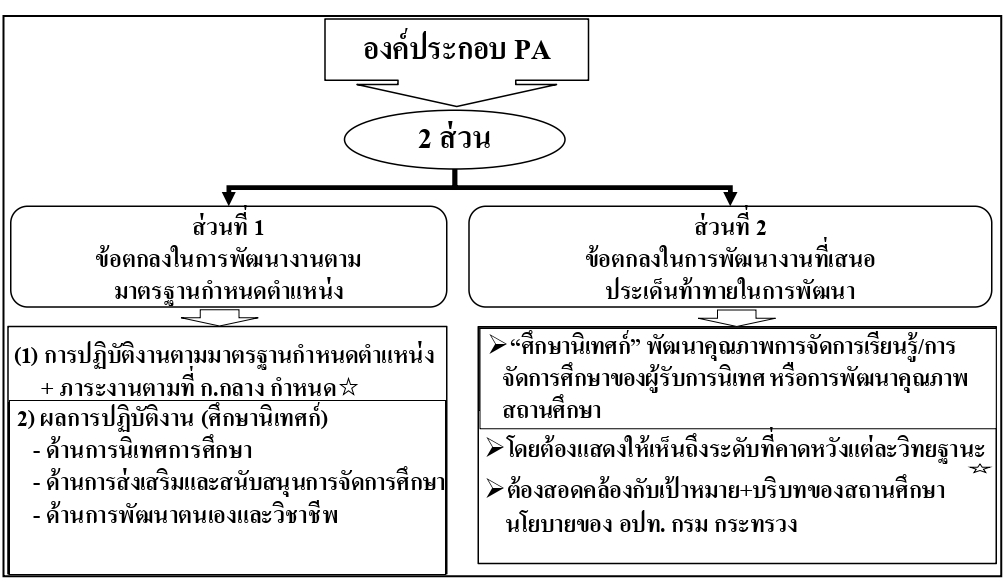 องค์ประกอบ PA
2 ส่วน
ส่วนที่ 1
ข้อตกลงในการพัฒนางานตาม
มาตรฐานกำหนดตำแหน่ง
(1) การปฏิบัติงานตามมาตรฐานกำหนดตำแหน่ง
+ ภาระงานตามที่ ก.กลาง กำหนด☆
2) ผลการปฏิบัติงาน (ศึกษานิเทศก์)
- ด้านการนิเทศการศึกษา
- ด้านการส่งเสริมและสนับสนุนการจัดการศึกษา
- ด้านการพัฒนาตนเองและวิชาชีพ
ส่วนที่ 2
ข้อตกลงในการพัฒนางานที่เสนอ
ประเด็นท้าทายในการพัฒนา
➢ “ศึกษานิเทศก์” พัฒนาคุณภาพการจัดการเรียนรู้/การ
จัดการศึกษาของผู้รับการนิเทศ หรือการพัฒนาคุณภาพ
สถานศึกษา
➢โดยต้องแสดงให้เห็นถึงระดับที่คาดหวังแต่ละวิทยฐานะ
☆
➢ต้องสอดคล้องกับเป้าหมาย+บริบทของสถานศึกษา
นโยบายของ อปท. กรม กระทรวง